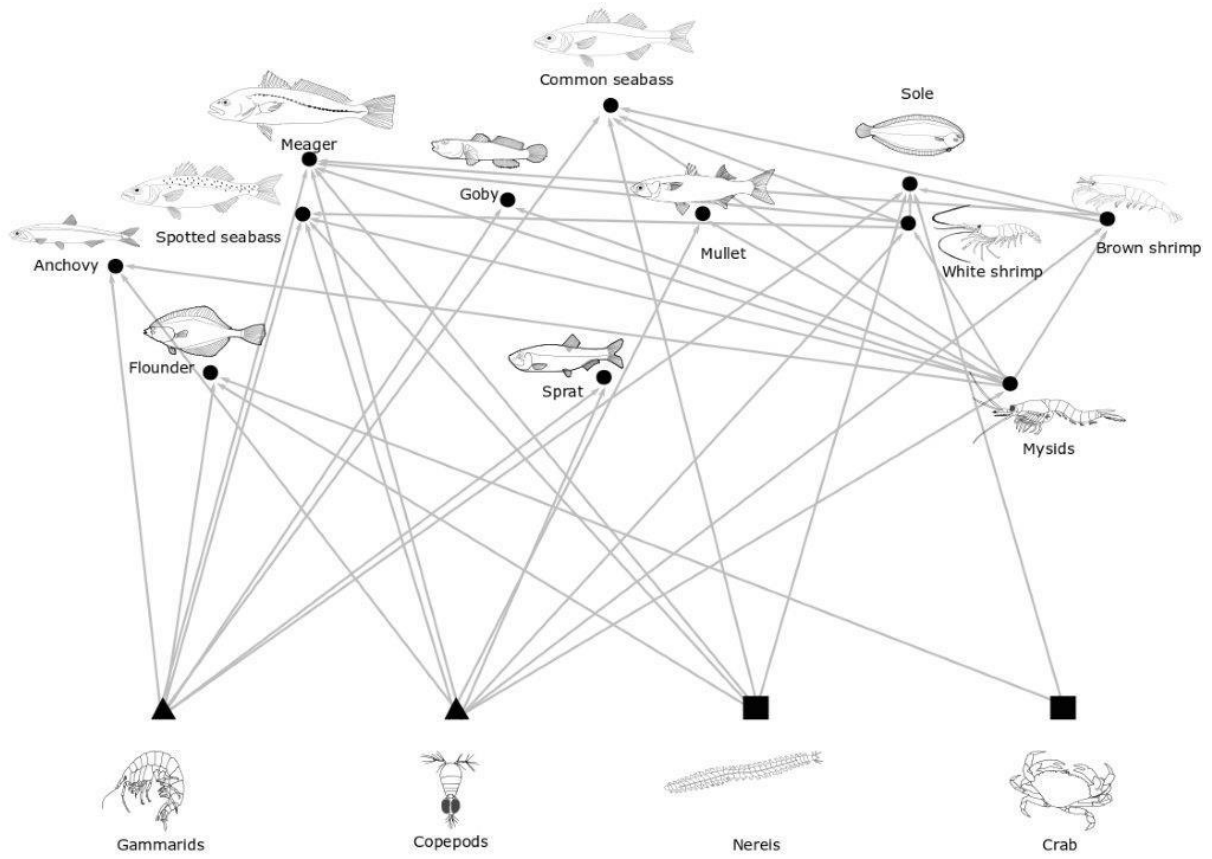 Common seabass
Sole
Meager
Goby
Spotted seabass
Mullet
Brown shrimp
White shrimp
Anchovy
Flounder
Sprat
Mysids
Gammarids
Copepods
Nereis
Crab